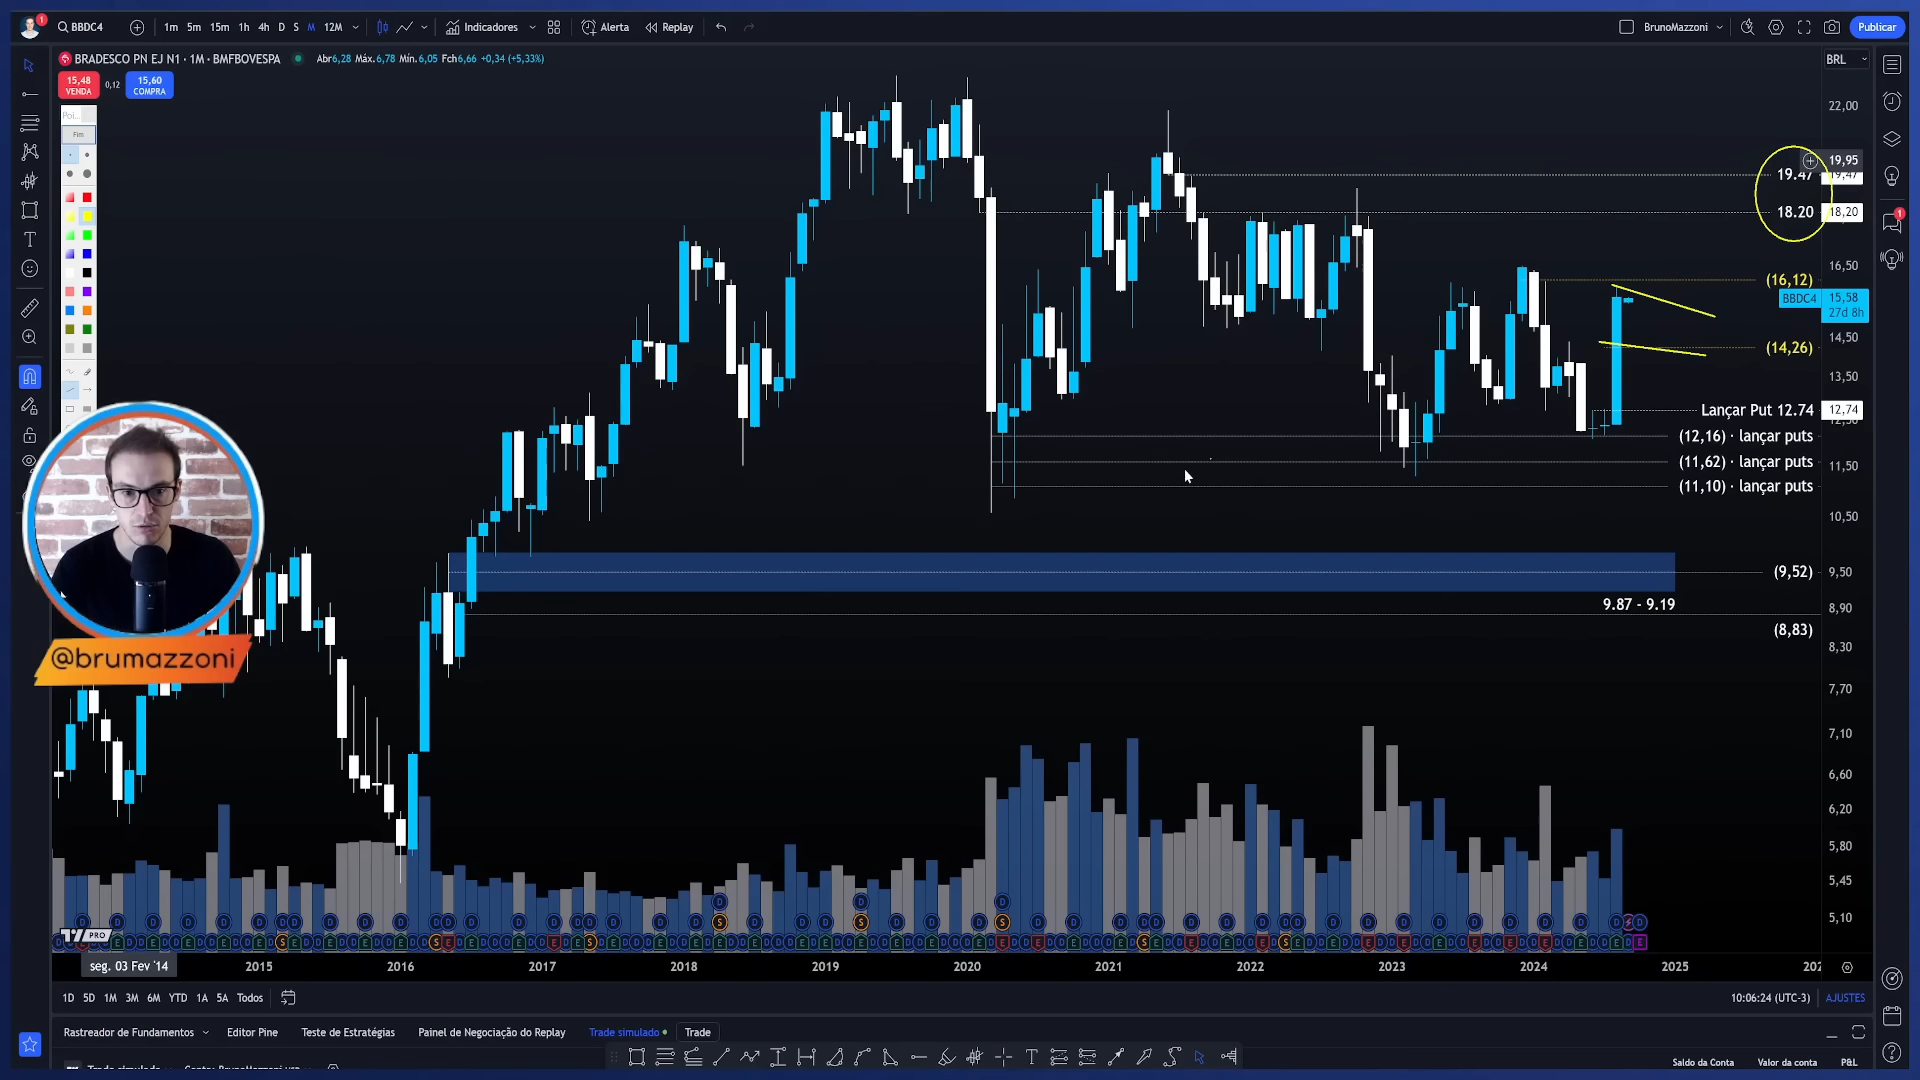 1
BBDC4
1m 5m 15m 1h 4h D S M 12M
Indicadores
Alerta
Replay
BrunoMazzoni
Publicar
BRADESCO PN EJ N1 · 1M · BMFBOVESPA
Abr6,28 Máx.6,78 Mín.6,05 Fch6,66 +0,34 (+5,33%)
BRL
15,48
VENDA
0,12
15,60
COMPRA
Fim
22,00
19,95
19.47 19,47
18.20 18,20
16,50
(16,12)
BBDC4 15,58
27d 8h
14,50
(14,26)
13,50
Lançar Put 12.74 12,74
(12,16) · lançar puts
(11,62) · lançar puts
11,50
(11,10) · lançar puts
10,50
(9,52) 9,50
9.87 - 9.19
8,90
(8,83)
8,30
@brumazzoni
7,70
7,10
6,60
6,20
5,80
5,45
5,10
PRO
seg. 03 Fev '14
2015 2016 2017 2018 2019 2020 2021 2022 2023 2024 2025
1D 5D 1M 3M 6M YTD 1A 5A Todos
10:06:24 (UTC-3) AJUSTES
Rastreador de Fundamentos
Editor Pine
Teste de Estratégias
Painel de Negociação do Replay
Trade simulado
Trade
Saldo da Conta
Valor da conta
P&L